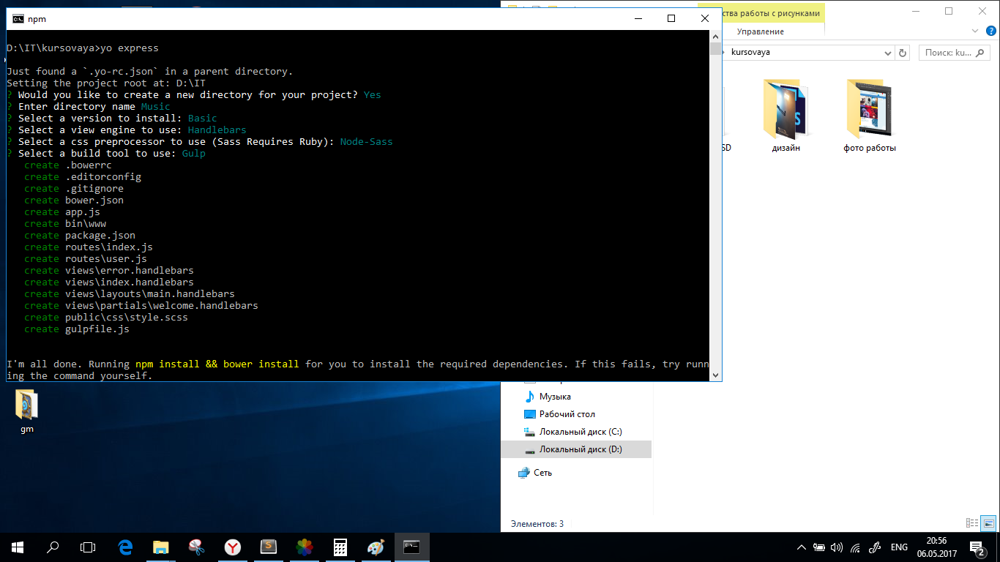 npm
D:\IT\kursovaya>yo express
Just found a `.yo-rc.json` in a parent directory.
Setting the project root at: D:\IT
? Would you like to create a new directory for your project? Yes
? Enter directory name Music
? Select a version to install: Basic
? Select a view engine to use: Handlebars
? Select a css preprocessor to use (Sass Requires Ruby): Node-Sass
? Select a build tool to use: Gulp
create .bowerrc
create .editorconfig
create .gitignore
create bower.json
create app.js
create bin\www
create package.json
create routes\index.js
create routes\user.js
create views\error.handlebars
create views\index.handlebars
create views\layouts\main.handlebars
create views\partials\welcome.handlebars
create public\css\style.scss
create gulpfile.js
I'm all done. Running npm install && bower install for you to install the required dependencies. If this fails, try runn
ing the command yourself.
работы с рисунками
Управление
kursovaya
Поиск: ku...
SD
дизайн
фото работы
Музыка
Рабочий стол
Локальный диск (C:)
Локальный диск (D:)
Сеть
Элементов: 3
gm
ENG
20:56
06.05.2017
2